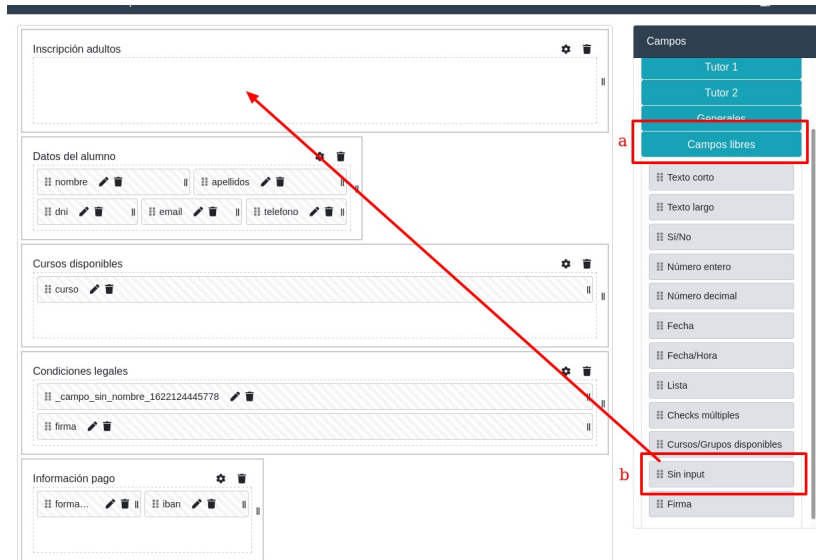 Inscripción adultos
Datos del alumno
nombre
apellidos
dni
email
telefono
Cursos disponibles
curso
Condiciones legales
_campo_sin_nombre_1622124445778
firma
Información pago
forma...
iban
Campos
Tutor 1
Tutor 2
Generales
a
Campos libres
Texto corto
Texto largo
Sí/No
Número entero
Número decimal
Fecha
Fecha/Hora
Lista
Checks múltiples
Cursos/Grupos disponibles
b
Sin input
Firma